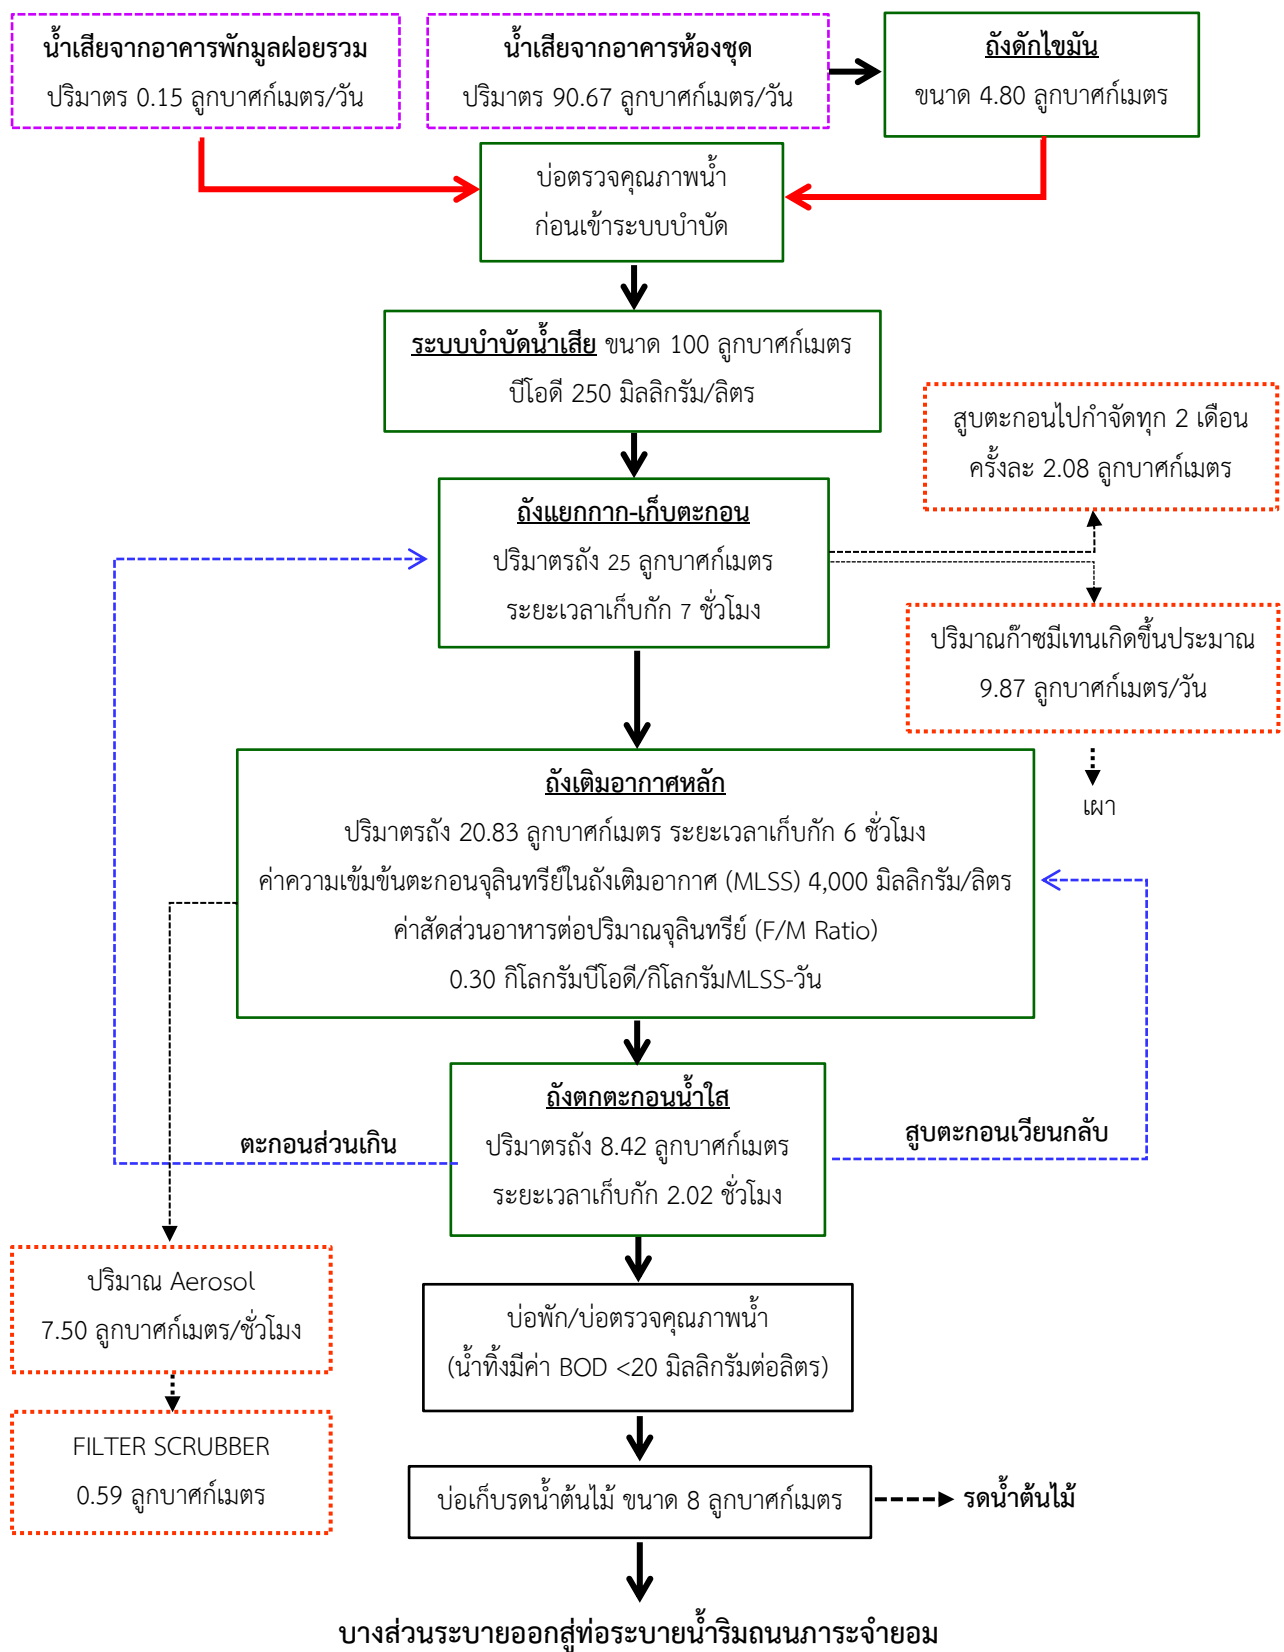 น้ำเสียจากอาคารพักมูลฝอยรวม
ปริมาตร 0.15 ลูกบาศก์เมตร/วัน
น้ำเสียจากอาคารห้องชุด
ปริมาตร 90.67 ลูกบาศก์เมตร/วัน
ถังดักไขมัน
ขนาด 4.80 ลูกบาศก์เมตร
บ่อตรวจคุณภาพน้ำ
ก่อนเข้าระบบบำบัด
ระบบบำบัดน้ำเสีย ขนาด 100 ลูกบาศก์เมตร
บีโอดี 250 มิลลิกรัม/ลิตร
สูบตะกอนไปกำจัดทุก 2 เดือน
ครั้งละ 2.08 ลูกบาศก์เมตร
ถังแยกกาก-เก็บตะกอน
ปริมาตรถัง 25 ลูกบาศก์เมตร
ระยะเวลาเก็บกัก 7 ชั่วโมง
ปริมาณก๊าซมีเทนเกิดขึ้นประมาณ
9.87 ลูกบาศก์เมตร/วัน
เผา
ถังเติมอากาศหลัก
ปริมาตรถัง 20.83 ลูกบาศก์เมตร ระยะเวลาเก็บกัก 6 ชั่วโมง
ค่าความเข้มข้นตะกอนจุลินทรีย์ในถังเติมอากาศ (MLSS) 4,000 มิลลิกรัม/ลิตร
ค่าสัดส่วนอาหารต่อปริมาณจุลินทรีย์ (F/M Ratio)
0.30 กิโลกรัมบีโอดี/กิโลกรัมMLSS-วัน
ถังตกตะกอนน้ำใส
ปริมาตรถัง 8.42 ลูกบาศก์เมตร
ระยะเวลาเก็บกัก 2.02 ชั่วโมง
ตะกอนส่วนเกิน
สูบตะกอนเวียนกลับ
ปริมาณ Aerosol
7.50 ลูกบาศก์เมตร/ชั่วโมง
บ่อพัก/บ่อตรวจคุณภาพน้ำ
(น้ำทิ้งมีค่า BOD <20 มิลลิกรัมต่อลิตร)
FILTER SCRUBBER
0.59 ลูกบาศก์เมตร
บ่อเก็บรดน้ำต้นไม้ ขนาด 8 ลูกบาศก์เมตร
รดน้ำต้นไม้
บางส่วนระบายออกสู่ท่อระบายน้ำริมถนนภาระจำยอม